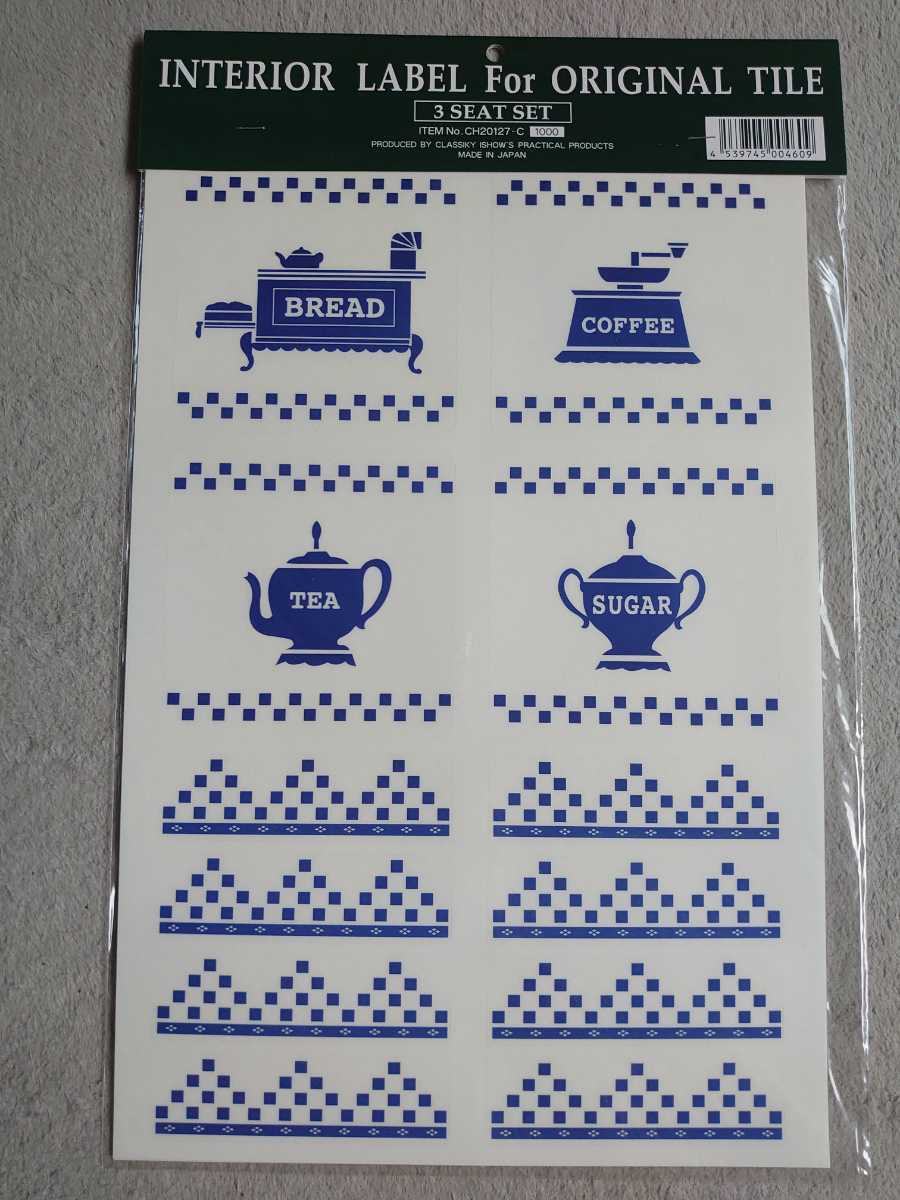 INTERIOR LABEL For ORIGINAL TILE
3 SEAT SET
ITEM No. CH20127-C 1000
PRODUCED BY CLASSIKY ISHOW'S PRACTICAL PRODUCTS
MADE IN JAPAN
4 539745 004609
BREAD
COFFEE
TEA
SUGAR